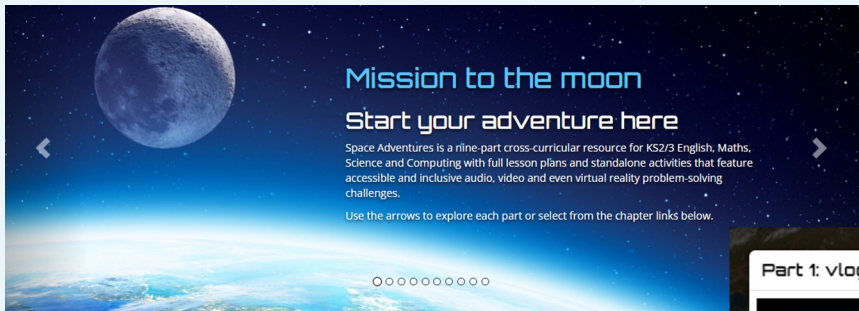 Mission to the moon
Start your adventure here
Space Adventures is a nine-part cross-curricular resource for KS2/3 English, Maths,
Science and Computing with full lesson plans and standalone activities that feature
accessible and inclusive audio, video and even virtual reality problem-solving
challenges.
Use the arrows to explore each part or select from the chapter links below.
Part 1: vlo